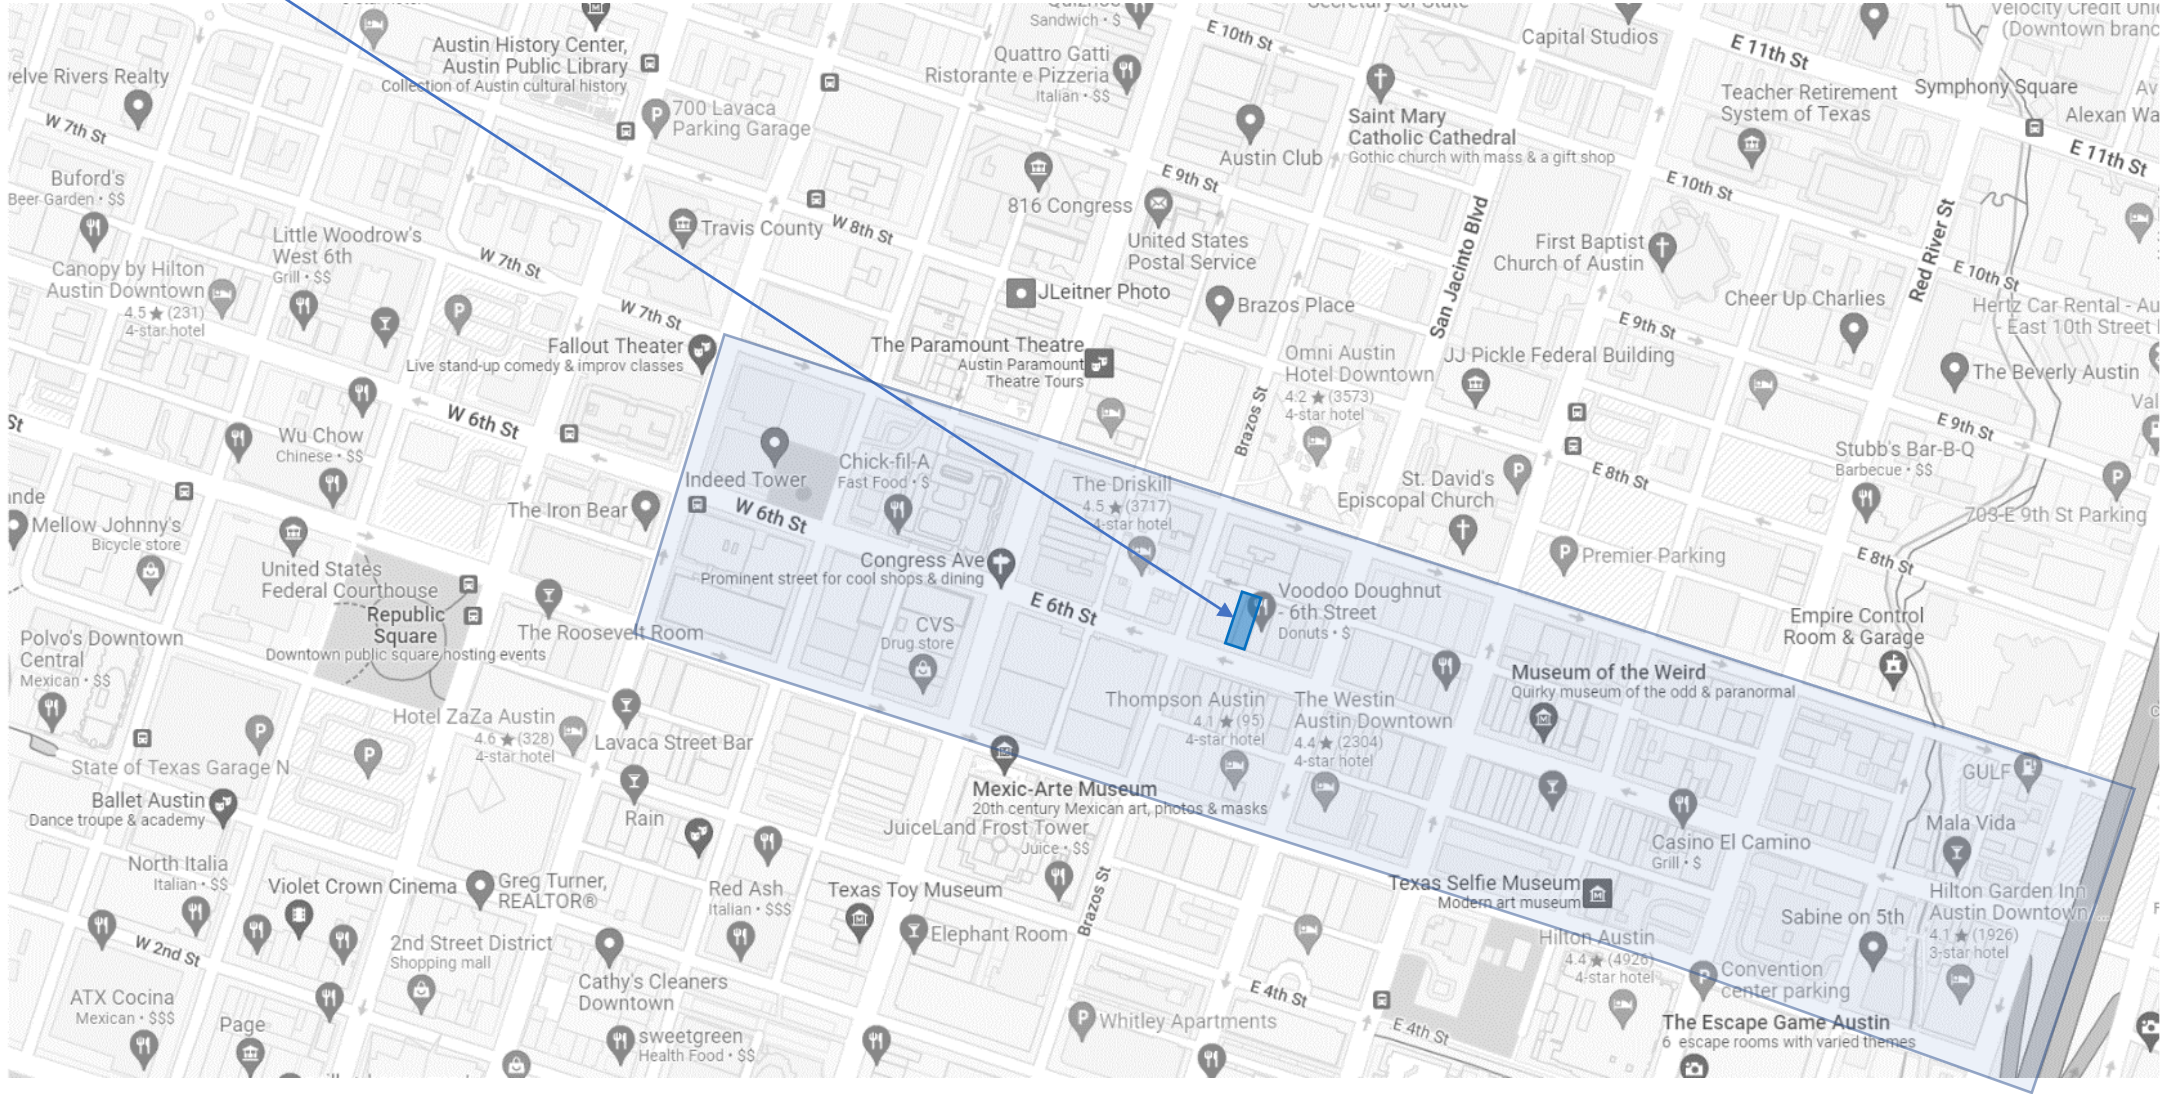 Sandwich • $
E 10th St
Capital Studios
(Downtown branc
E 11th St
Austin History Center,
Austin Public Library
Collection of Austin cultural history
Quattro Gatti
Ristorante e Pizzeria
Italian • $$
elve Rivers Realty
700 Lavaca
Parking Garage
Saint Mary
Catholic Cathedral
Gothic church with mass & a gift shop
Teacher Retirement
System of Texas
Symphony Square
Alexan Wa
W 7th St
Austin Club
E 11th St
Buford's
Beer Garden • $$
E 9th St
E 10th St
816 Congress
Travis County
W 8th St
San Jacinto Blvd
Red River St
Little Woodrow's
West 6th
Grill • $$
W 7th St
United States
Postal Service
First Baptist
Church of Austin
Canopy by Hilton
Austin Downtown
4.5 ★ (231)
4-star hotel
E 10th St
JLeitner Photo
Brazos Place
Cheer Up Charlies
Hertz Car Rental - Au
- East 10th Street
W 7th St
E 9th St
Fallout Theater
Live stand-up comedy & improv classes
The Paramount Theatre
Austin Paramount
Theatre Tours
Omni Austin
Hotel Downtown
4.2 ★ (3573)
4-star hotel
JJ Pickle Federal Building
The Beverly Austin
Val
St
W 6th St
Brazos St
E 9th St
Wu Chow
Chinese • $$
Indeed Tower
Chick-fil-A
Fast Food • $
The Driskill
4.5 ★ (3717)
4-star hotel
St. David's
Episcopal Church
E 8th St
Stubb's Bar-B-Q
Barbecue • $$
703 E 9th St Parking
ande
Mellow Johnny's
Bicycle store
The Iron Bear
W 6th St
Premier Parking
E 8th St
United States
Federal Courthouse
Republic
Square
Downtown public square hosting events
Congress Ave
Prominent street for cool shops & dining
E 6th St
Voodoo Doughnut
- 6th Street
Donuts • $
Empire Control
Room & Garage
The Roosevelt Room
CVS
Drug store
Polvo's Downtown
Central
Mexican • $$
Museum of the Weird
Quirky museum of the odd & paranormal
Thompson Austin
4.1 ★ (95)
4-star hotel
The Westin
Austin Downtown
4.4 ★ (2304)
4-star hotel
Hotel ZaZa Austin
4.6 ★ (328)
4-star hotel
Lavaca Street Bar
State of Texas Garage N
GULF
Ballet Austin
Dance troupe & academy
Mexic-Arte Museum
20th century Mexican art, photos & masks
Rain
JuiceLand Frost Tower
Juice • $$
Mala Vida
Casino El Camino
Grill • $
North Italia
Italian • $$
Violet Crown Cinema
Greg Turner,
REALTOR®
Red Ash
Italian • $$$
Texas Toy Museum
Brazos St
Texas Selfie Museum
Modern art museum
Hilton Garden Inn
Austin Downtown ...
4.1 ★ (1926)
3-star hotel
Sabine on 5th
W 2nd St
2nd Street District
Shopping mall
Elephant Room
Hilton Austin
4.4 ★ (4926)
4-star hotel
Cathy's Cleaners
Downtown
Convention
center parking
ATX Cocina
Mexican • $$$
E 4th St
Page
sweetgreen
Health Food • $$
Whitley Apartments
E 4th St
The Escape Game Austin
6 escape rooms with varied themes